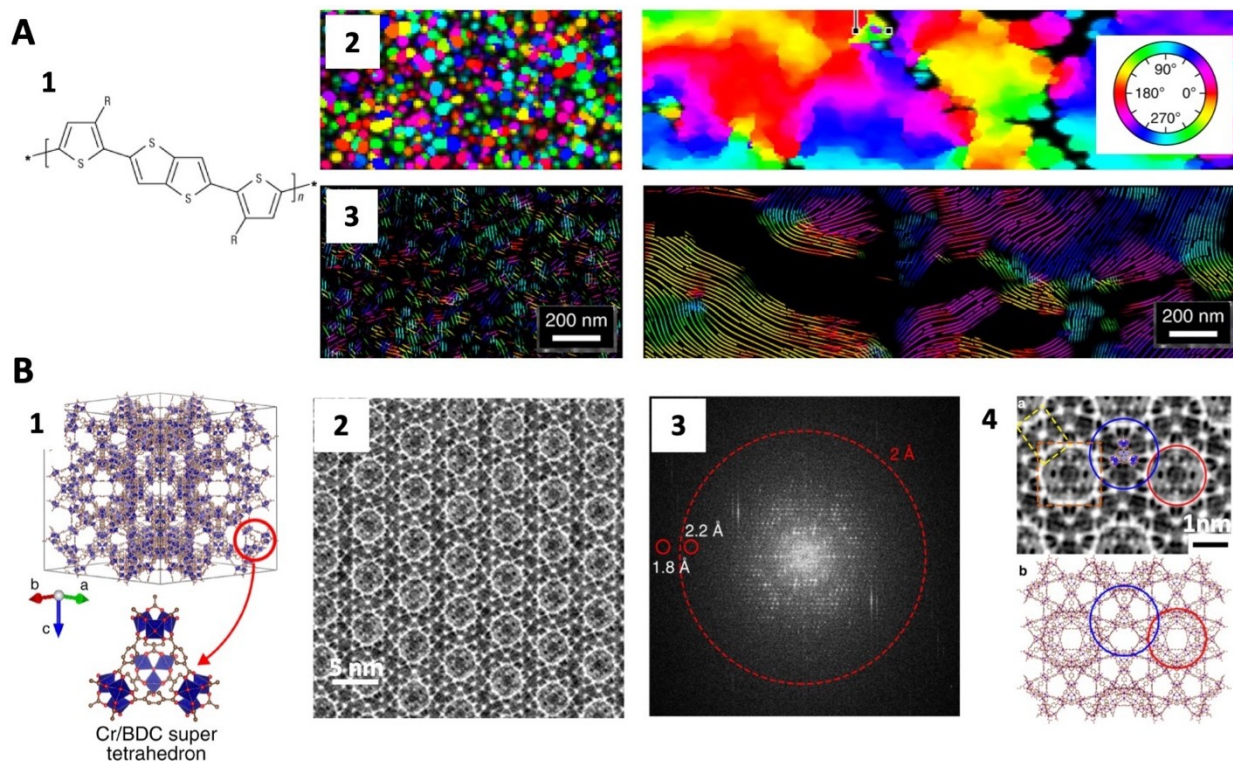 A
1
R
S
S
S
S
R
*
*
n
2
90°
180°
0°
270°
3
200 nm
200 nm
B
1
b
a
c
Cr/BDC super
tetrahedron
2
5 nm
3
2 Å
2.2 Å
1.8 Å
4
a
1nm
b